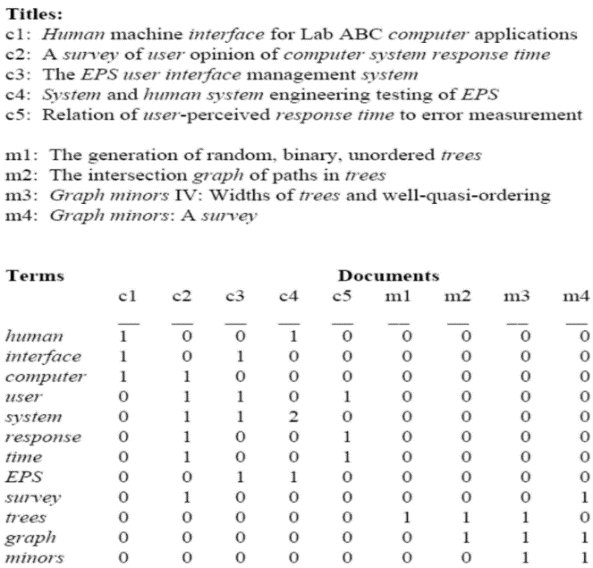 Titles:
c1: Human machine interface for Lab ABC computer applications
c2: A survey of user opinion of computer system response time
c3: The EPS user interface management system
c4: System and human system engineering testing of EPS
c5: Relation of user-perceived response time to error measurement
m1: The generation of random, binary, unordered trees
m2: The intersection graph of paths in trees
m3: Graph minors IV: Widths of trees and well-quasi-ordering
m4: Graph minors: A survey
Terms Documents
c1 c2 c3 c4 c5 m1 m2 m3 m4
human 1 0 0 1 0 0 0 0 0
interface 1 0 1 0 0 0 0 0 0
computer 1 1 0 0 0 0 0 0 0
user 0 1 1 0 1 0 0 0 0
system 0 1 1 2 0 0 0 0 0
response 0 1 0 0 1 0 0 0 0
time 0 1 0 0 1 0 0 0 0
EPS 0 0 1 1 0 0 0 0 0
survey 0 1 0 0 0 0 0 0 1
trees 0 0 0 0 0 1 1 1 0
graph 0 0 0 0 0 0 1 1 1
minors 0 0 0 0 0 0 0 1 1